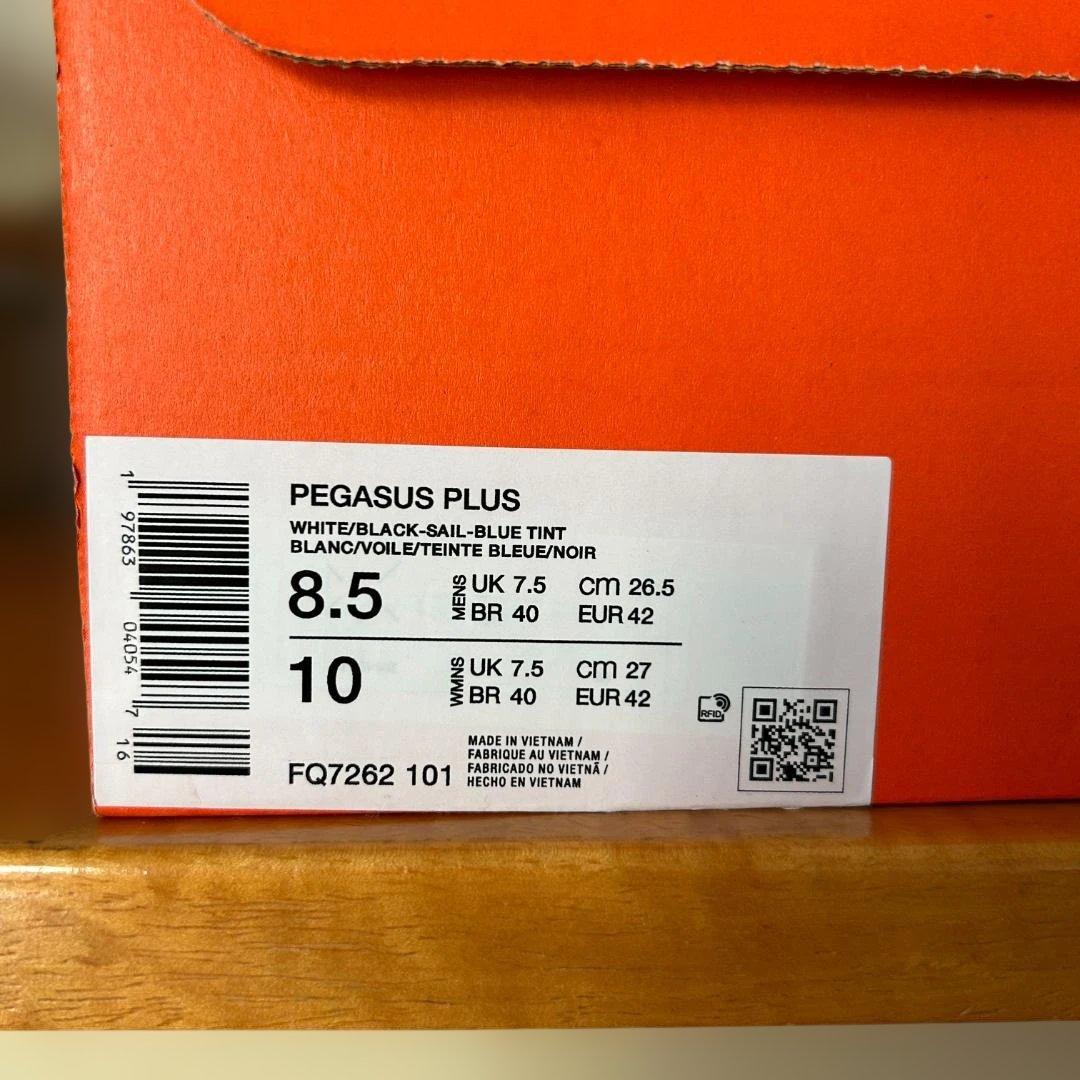 PEGASUS PLUS
WHITE/BLACK-SAIL-BLUE TINT
BLANC/VOILE/TEINTE BLEUE/NOIR
8.5 MENS UK 7.5 cm 26.5
BR 40 EUR 42
10 WMNS UK 7.5 cm 27
BR 40 EUR 42
RFID
FQ7262 101
MADE IN VIETNAM /
FABRIQUE AU VIETNAM /
FABRICADO NO VIETNÃ /
HECHO EN VIETNAM
1 97863 04054 7 16